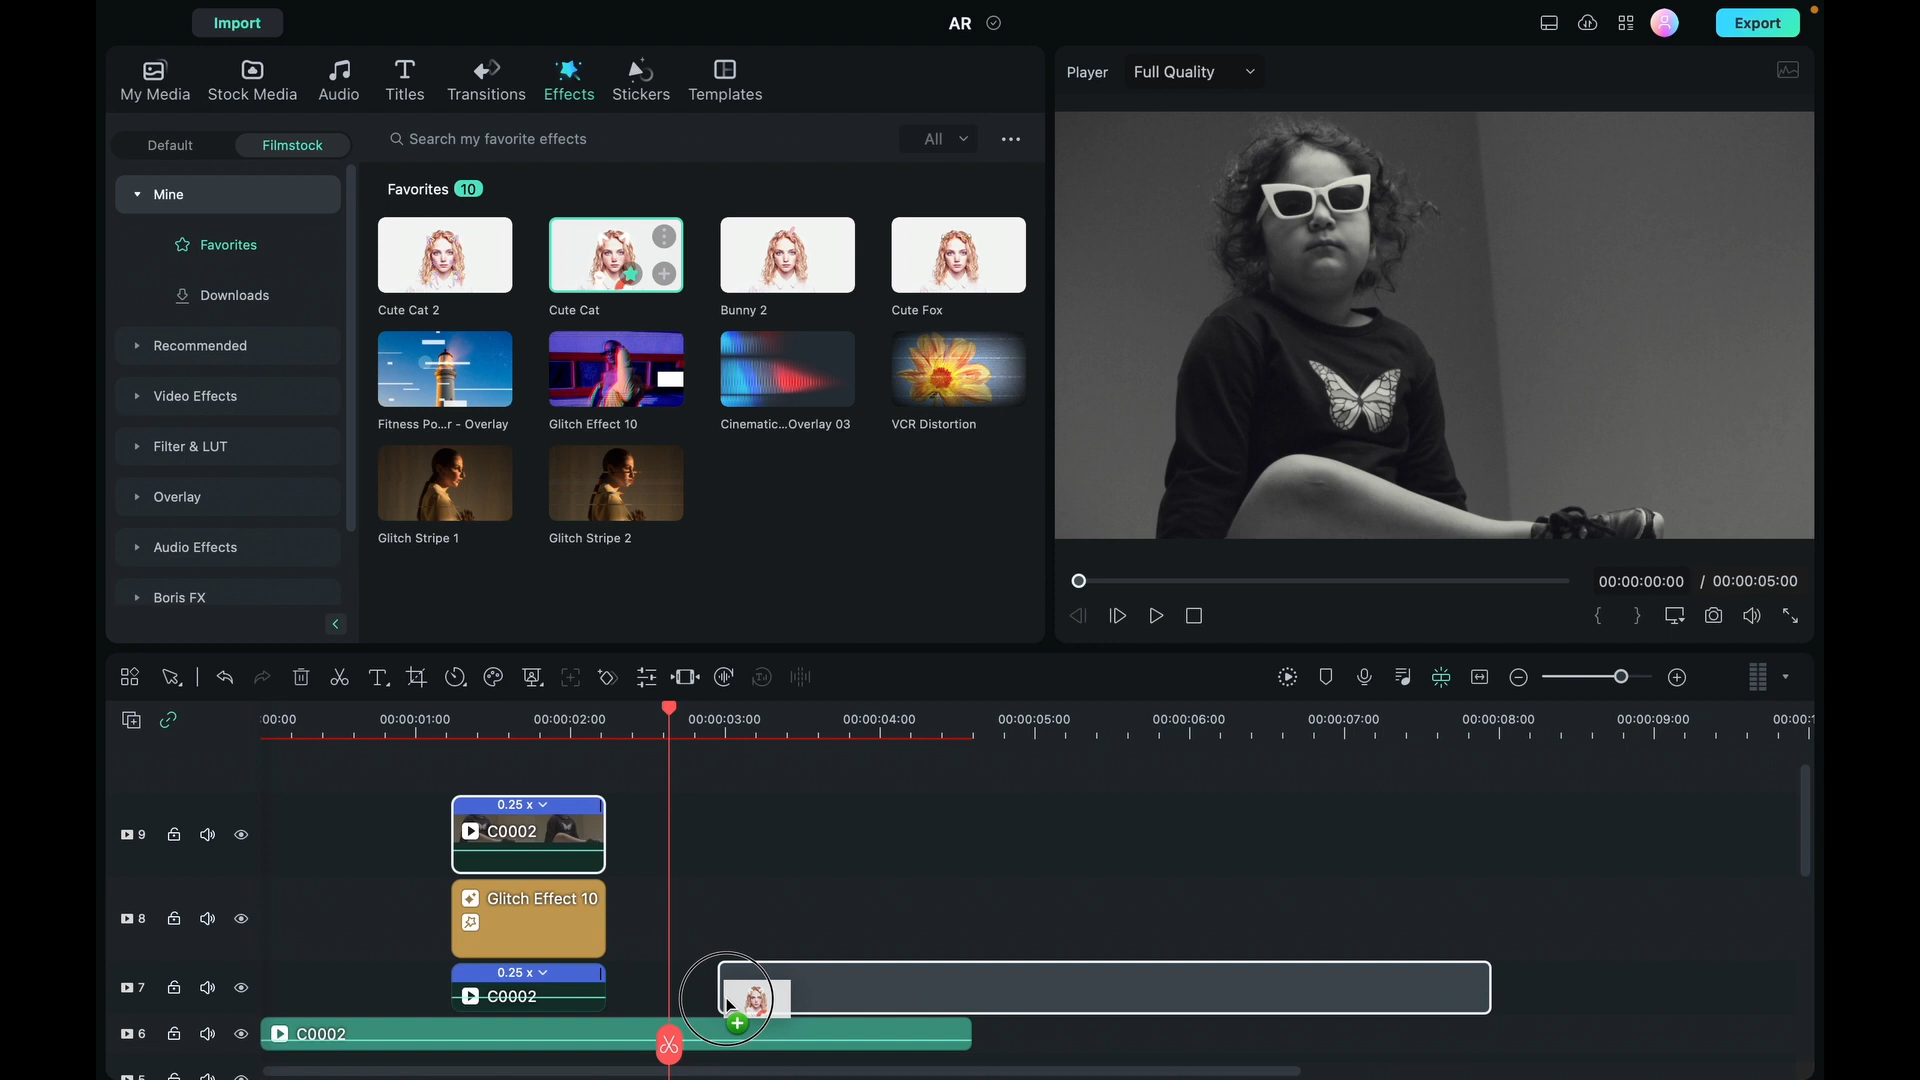 Import
AR
Export
My Media
Stock Media
Audio
Titles
Transitions
Effects
Stickers
Templates
Player
Full Quality
Default
Filmstock
Search my favorite effects
All
Mine
Favorites
Downloads
Recommended
Video Effects
Filter & LUT
Overlay
Audio Effects
Boris FX
Favorites 10
Cute Cat 2
Cute Cat
Bunny 2
Cute Fox
Fitness Po...r - Overlay
Glitch Effect 10
Cinematic...Overlay 03
VCR Distortion
Glitch Stripe 1
Glitch Stripe 2
00:00:00:00 / 00:00:05:00
:00:00
00:00:01:00
00:00:02:00
00:00:03:00
00:00:04:00
00:00:05:00
00:00:06:00
00:00:07:00
00:00:08:00
00:00:09:00
00:00:1
9
0.25 x
C0002
8
Glitch Effect 10
7
0.25 x
C0002
6
C0002